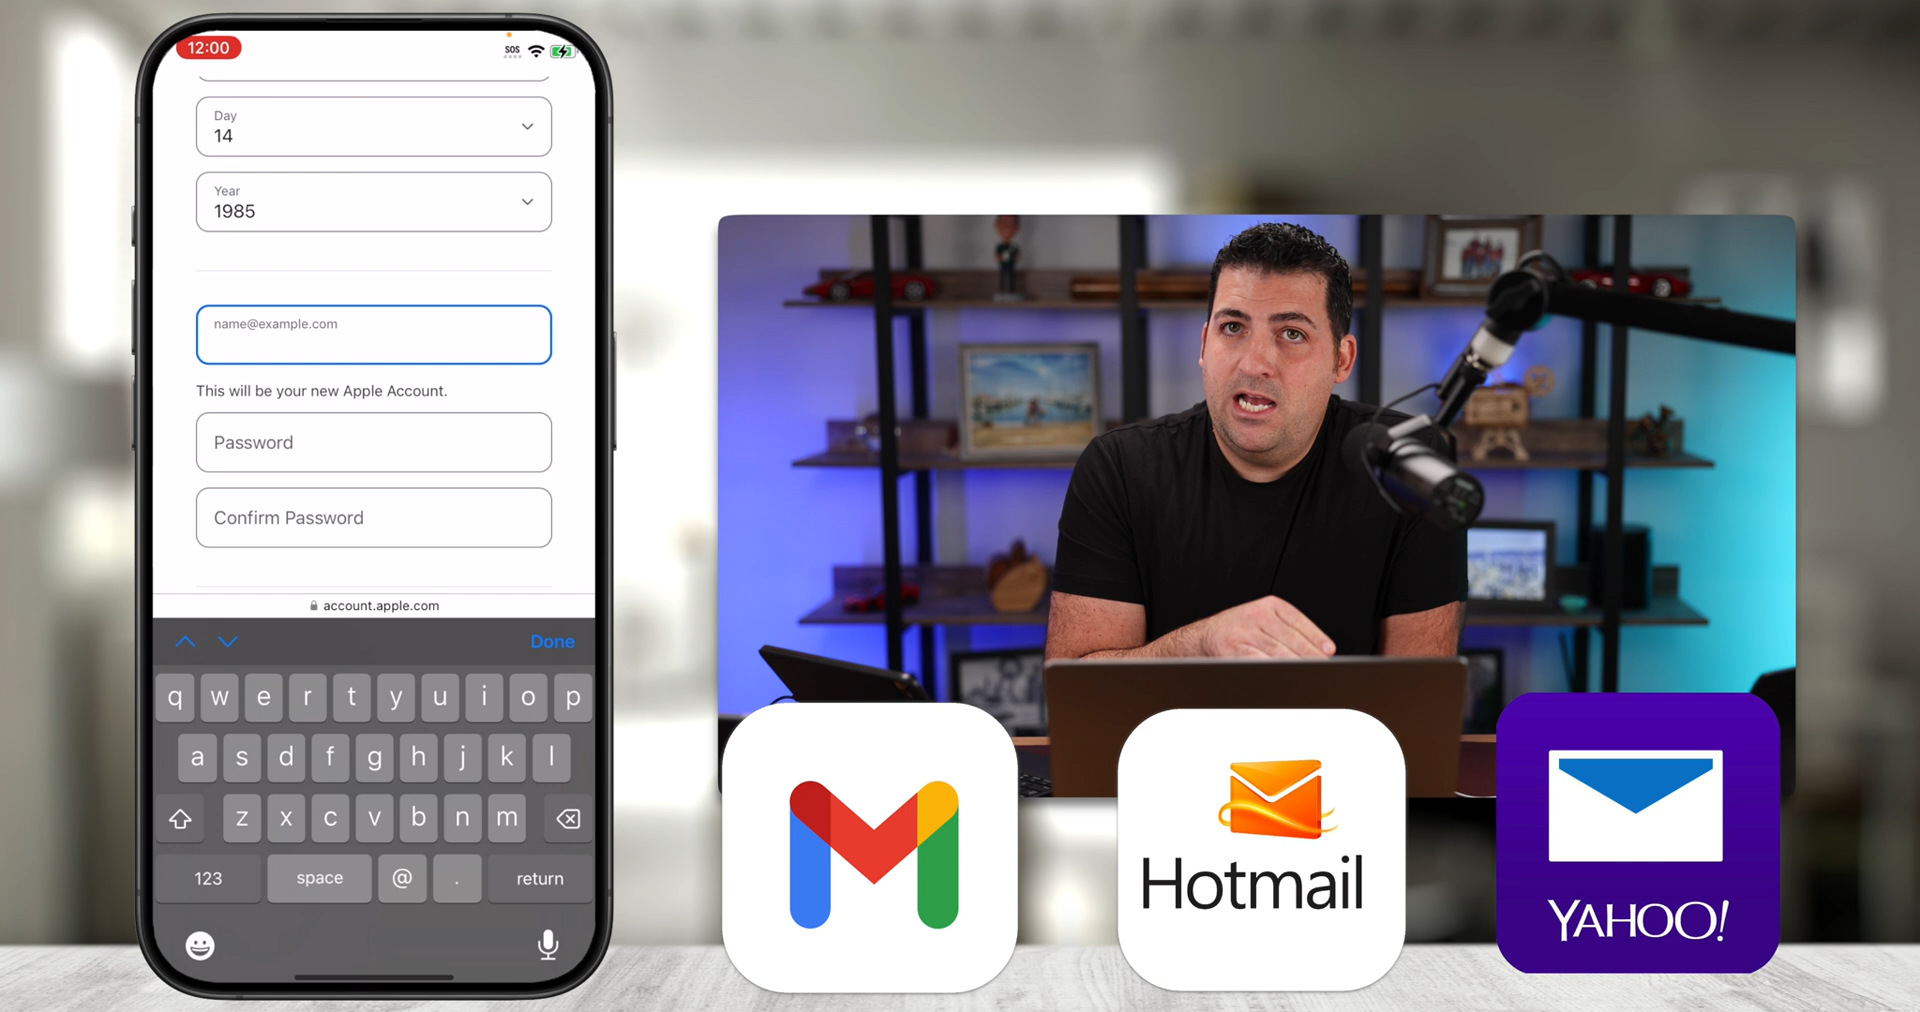 12:00
SOS
Day
14
Year
1985
name@example.com
This will be your new Apple Account.
Password
Confirm Password
account.apple.com
Done
q w e r t y u i o p
a s d f g h j k l
z x c v b n m
123 space @ . return
Hotmail
YAHOO!